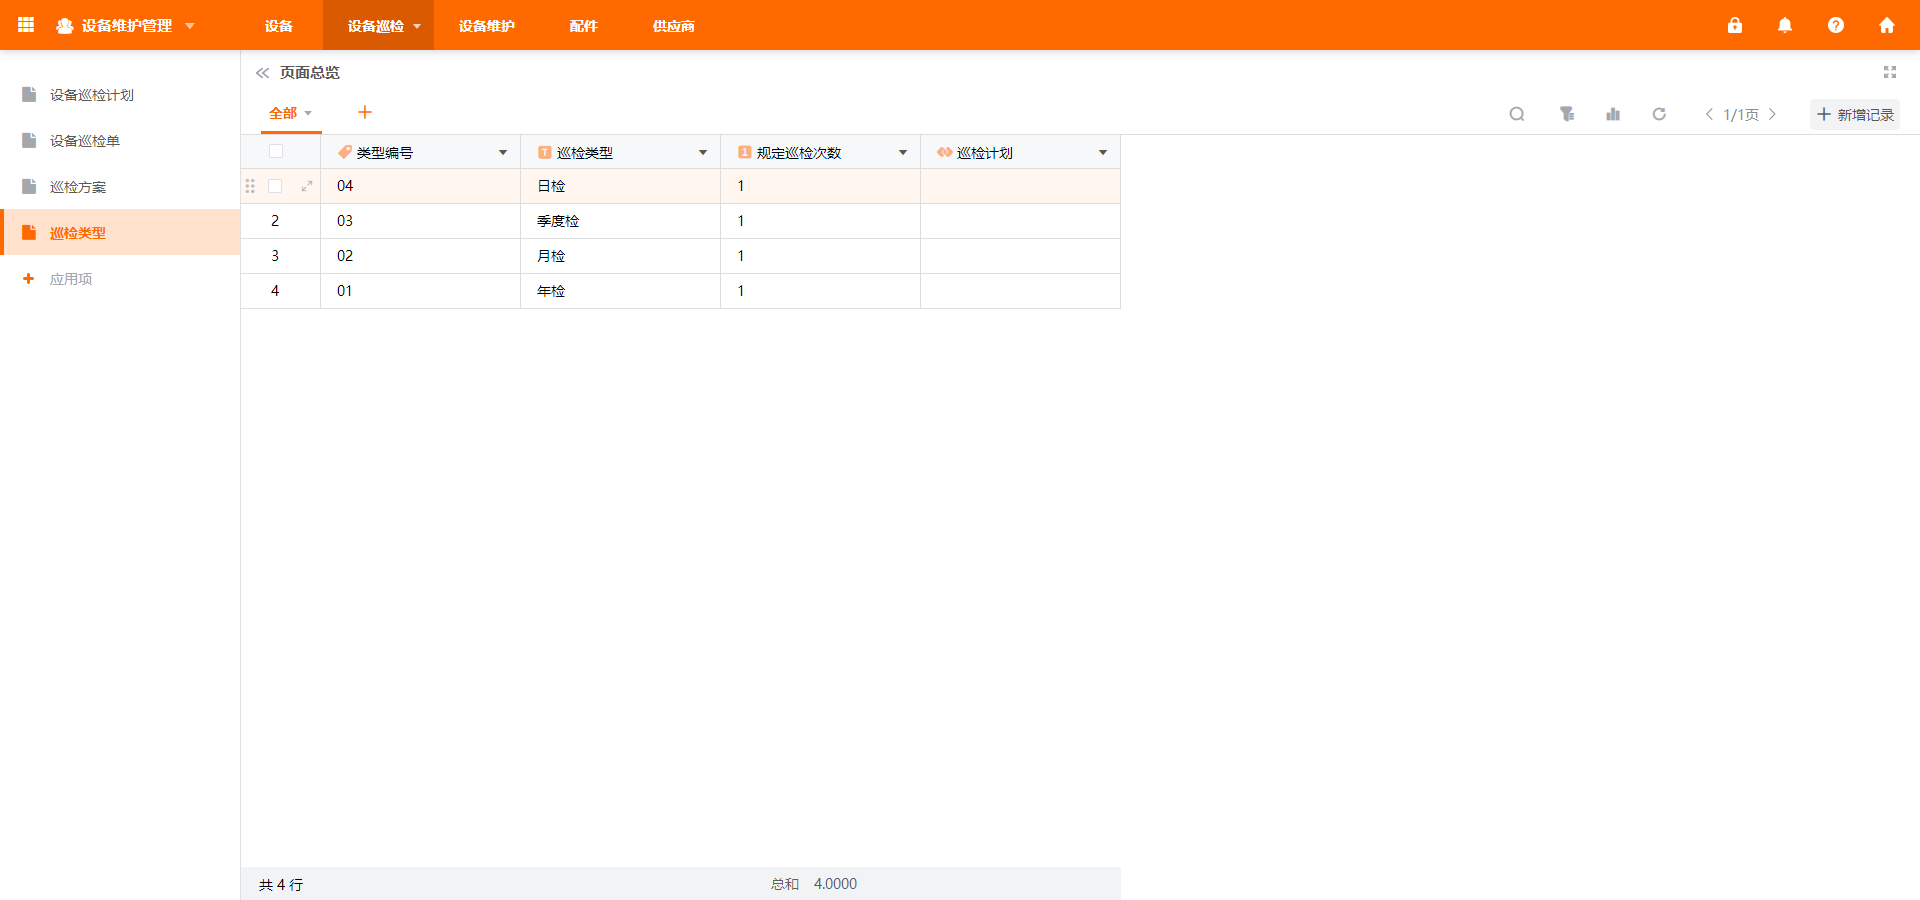 设备维护管理 设备 设备巡检 设备维护 配件 供应商
设备巡检计划
设备巡检单
巡检方案
巡检类型
应用项
页面总览
全部 1/1页 新增记录
类型编号 巡检类型 规定巡检次数 巡检计划
04 日检 1
2 03 季度检 1
3 02 月检 1
4 01 年检 1
共 4 行 总和 4.0000